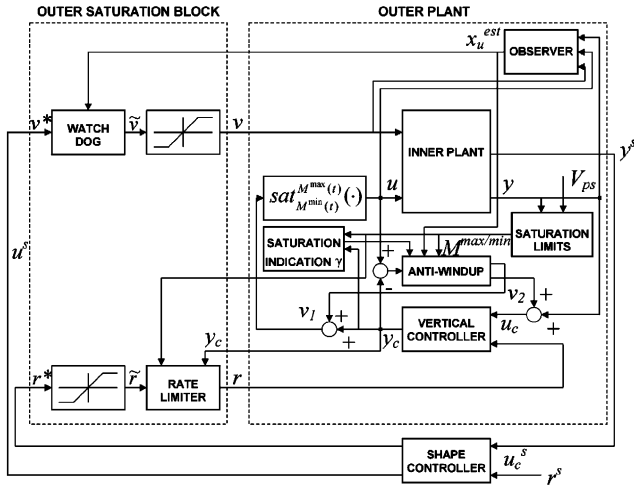 OUTER SATURATION BLOCK
OUTER PLANT
x_u^est
OBSERVER
v*
WATCH
DOG
ṽ
v
INNER PLANT
y^s
u
y
V_ps
sat_{M^min(t)}^{M^max(t)}(·)
SATURATION
LIMITS
M^max/min
u^s
SATURATION
INDICATION γ
+
-
ANTI-WINDUP
v_1
+
+
v_2
+
+
y_c
y_c
VERTICAL
CONTROLLER
u_c
r*
r̃
RATE
LIMITER
r
SHAPE
CONTROLLER
u_c^s
r^s